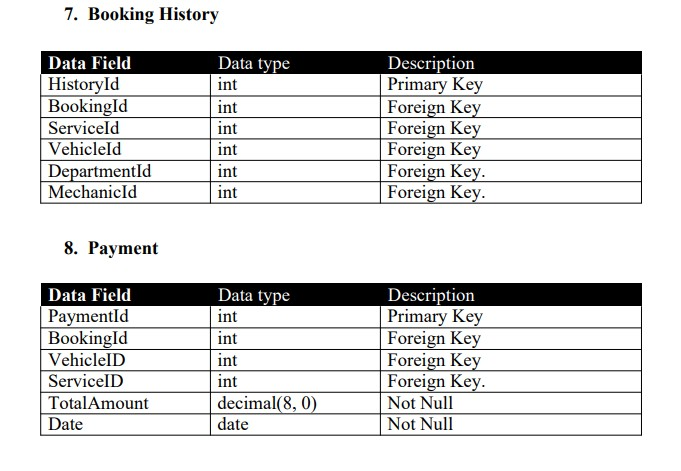 7. Booking History
Data Field Data type Description
HistoryId int Primary Key
BookingId int Foreign Key
ServiceId int Foreign Key
VehicleId int Foreign Key
DepartmentId int Foreign Key.
MechanicId int Foreign Key.
8. Payment
Data Field Data type Description
PaymentId int Primary Key
BookingId int Foreign Key
VehicleID int Foreign Key
ServiceID int Foreign Key.
TotalAmount decimal(8, 0) Not Null
Date date Not Null